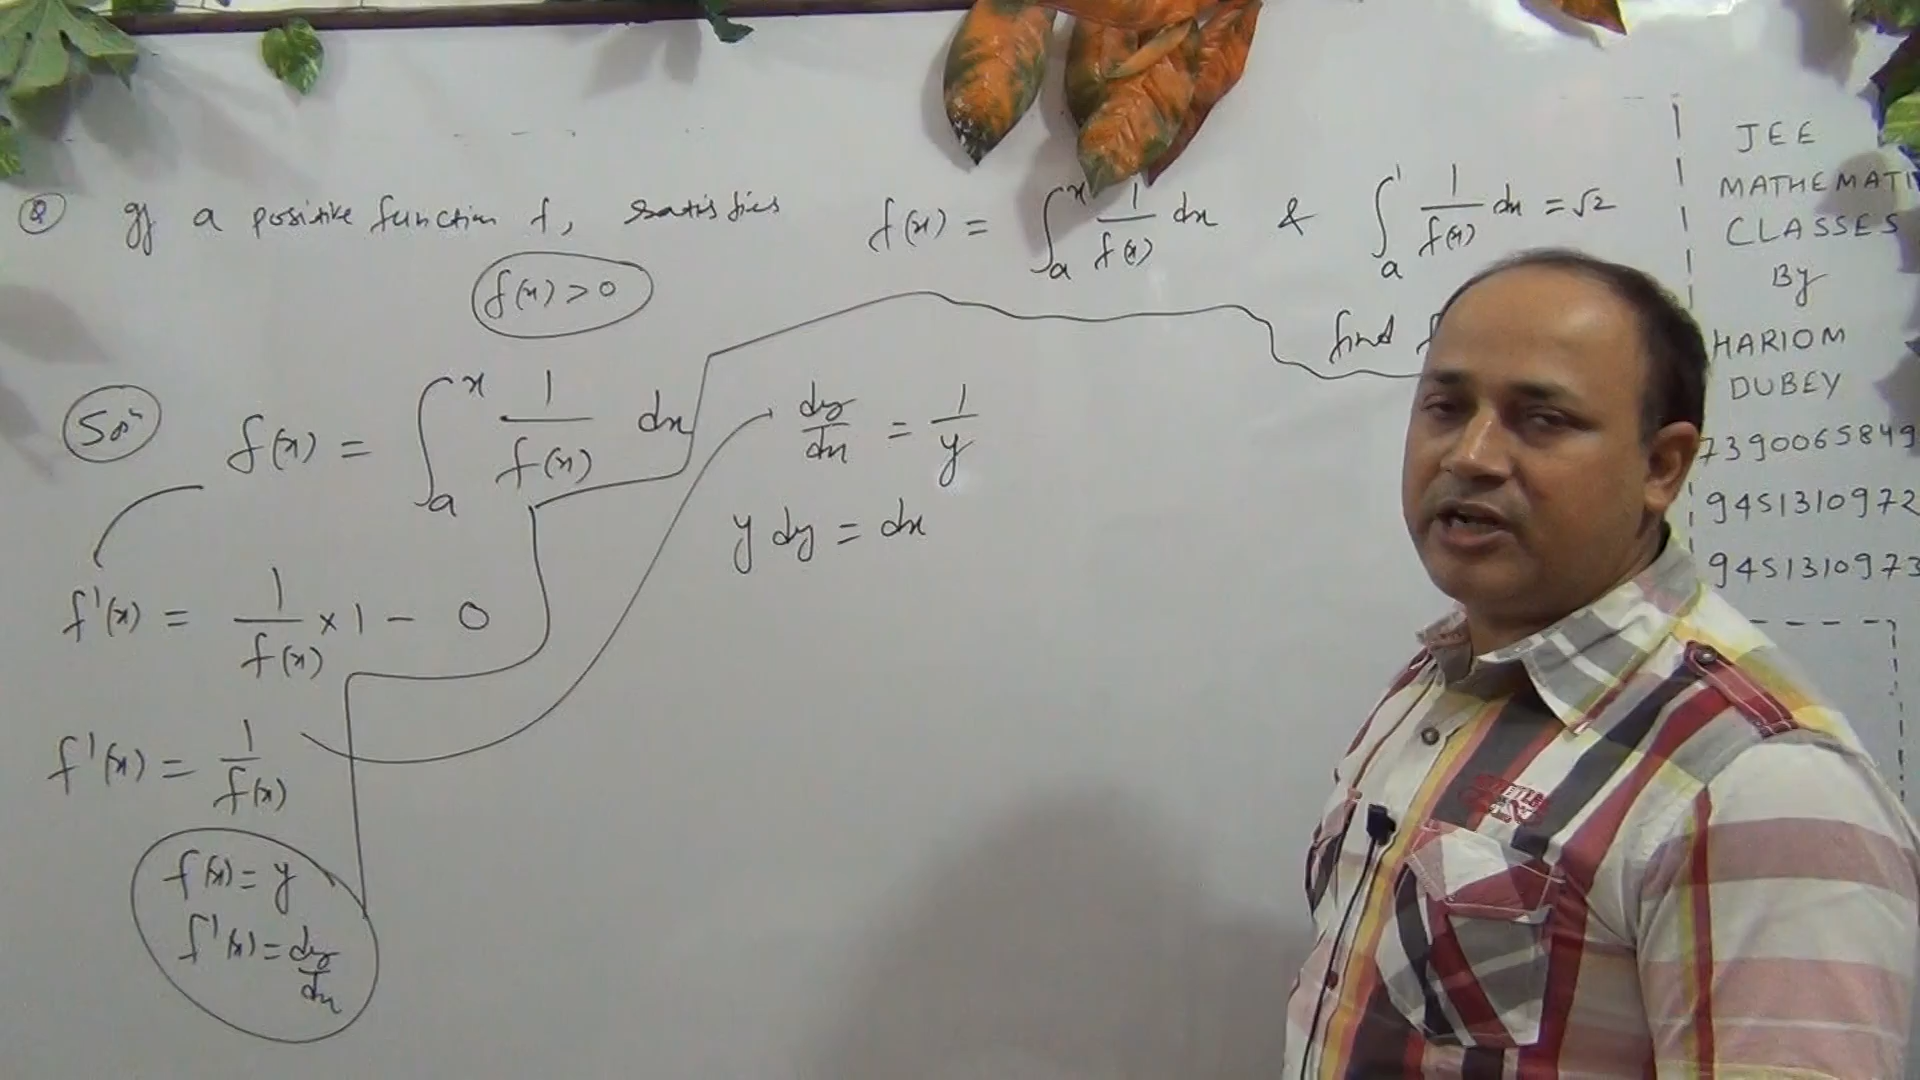 Q If a positive function f, satisfies f(x) = ∫ₐˣ 1/f(x) dx & ∫ₐ¹ 1/f(x) dx = √2
find f
f(x) > 0
Solⁿ f(x) = ∫ₐˣ 1/f(x) dx
f'(x) = 1/f(x) × 1 - 0
f'(x) = 1/f(x)
f(x) = y
f'(x) = dy/dx
dy/dx = 1/y
y dy = dx
JEE
MATHEMATI
CLASSES
By
HARIOM
DUBEY
7390065849
9451310972
9451310973